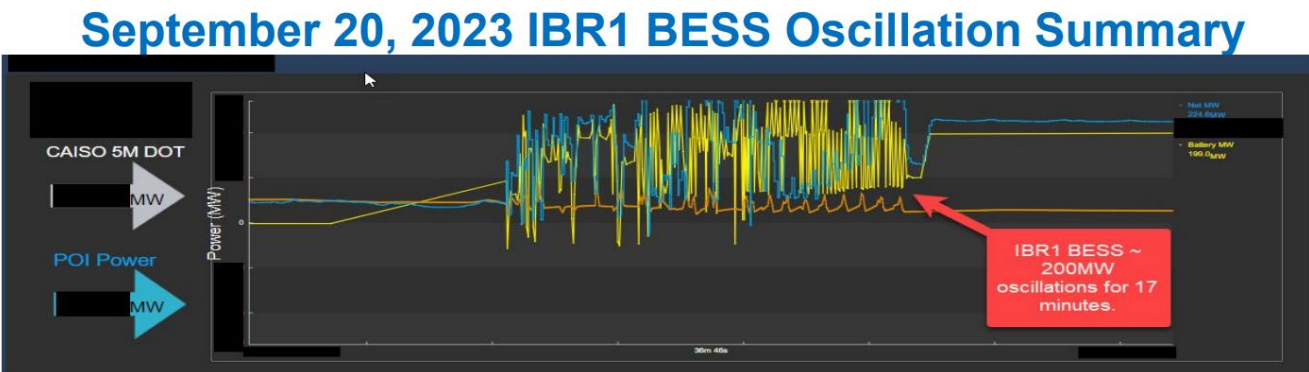 September 20, 2023 IBR1 BESS Oscillation Summary
CAISO 5M DOT
MW
POI Power
MW
Power (MW)
0
36m 46s
Net MW
224.8MW
Battery MW
199.0MW
IBR1 BESS ~
200MW
oscillations for 17
minutes.